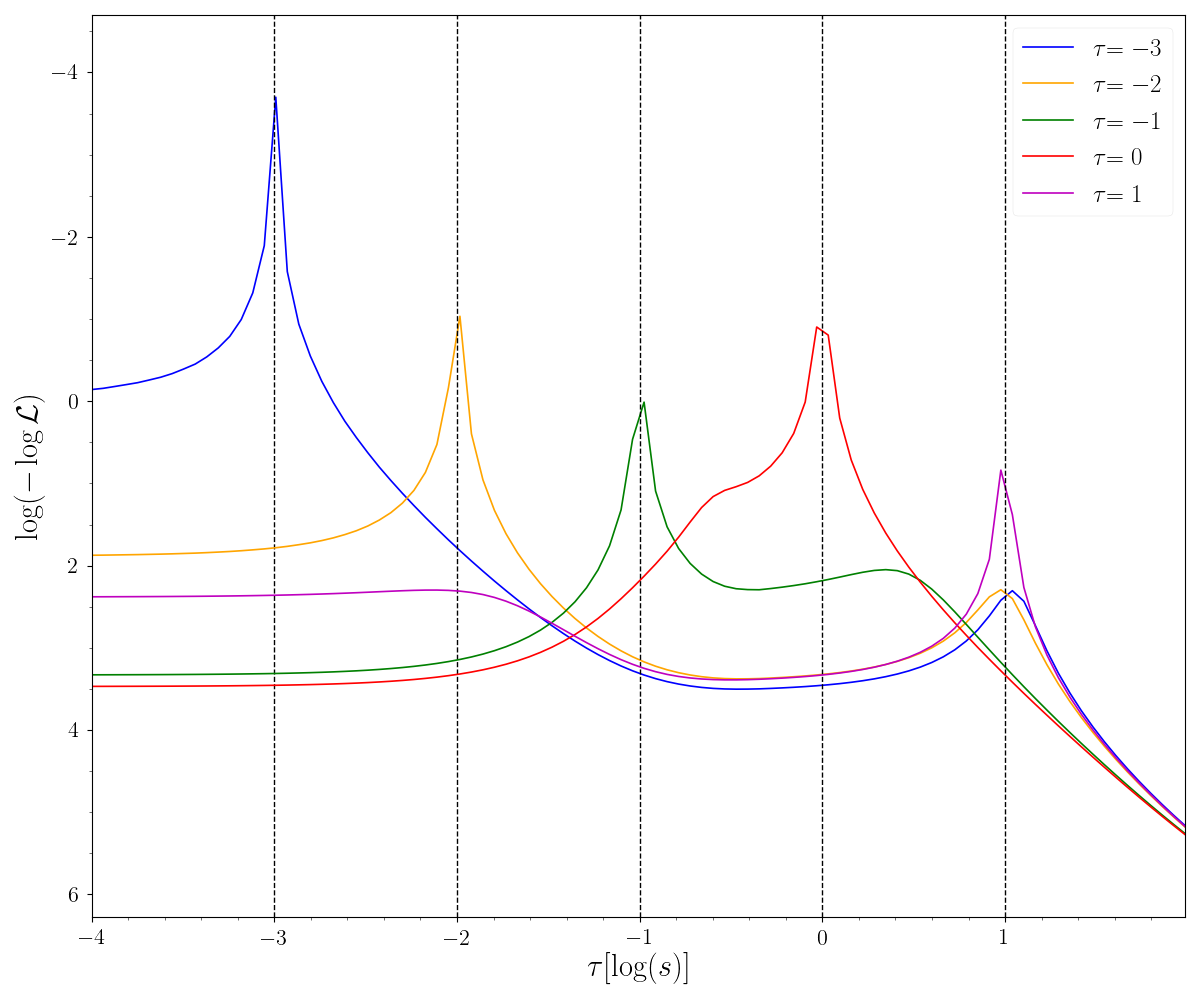 τ = −3
τ = −2
τ = −1
τ = 0
τ = 1
−4
−2
0
2
4
6
log(− log ℒ)
−4
−3
−2
−1
0
1
τ[log(s)]